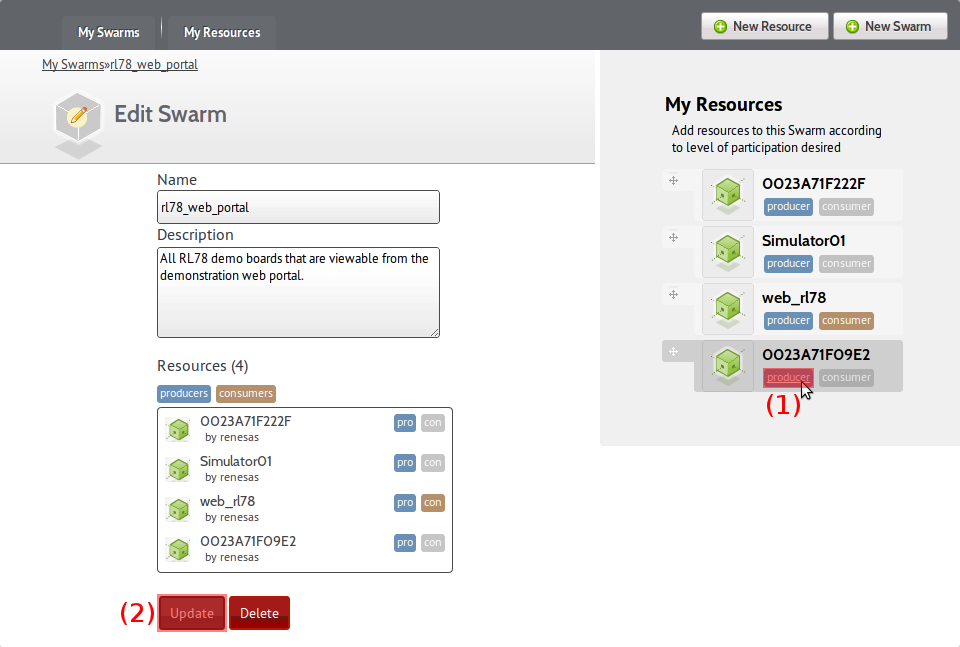 My Swarms
My Resources
New Resource
New Swarm
My Swarms»rl78_web_portal
Edit Swarm
Name
rl78_web_portal
Description
All RL78 demo boards that are viewable from the
demonstration web portal.
Resources (4)
producers consumers
OO23A71F222F
by renesas
pro con
Simulator01
by renesas
pro con
web_rl78
by renesas
pro con
OO23A71FO9E2
by renesas
pro con
(2) Update Delete
My Resources
Add resources to this Swarm according
to level of participation desired
OO23A71F222F
producer consumer
Simulator01
producer consumer
web_rl78
producer consumer
OO23A71FO9E2
producer consumer
(1)